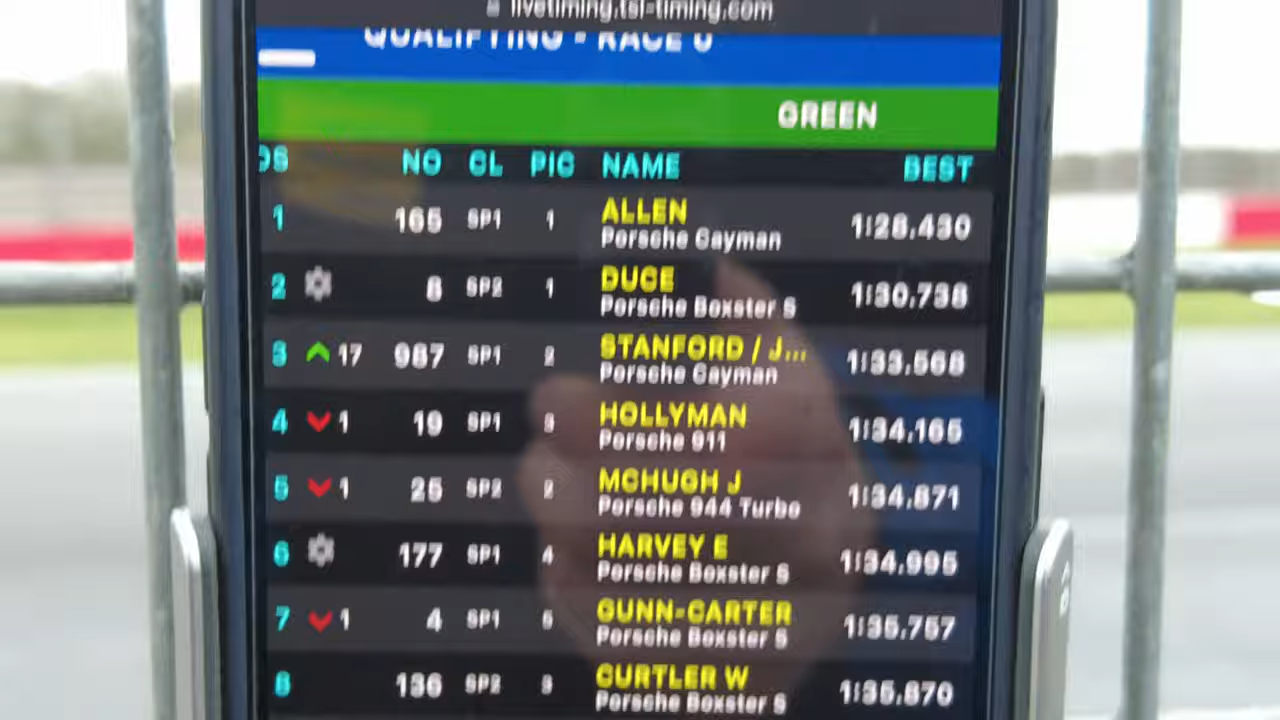 livetiming.tsl-timing.com
QUALIFYING - RACE 6
GREEN
OS NO CL PIC NAME BEST
1 165 SP1 1 ALLEN 1:28.430
Porsche Cayman
2 8 SP2 1 DUCE 1:30.738
Porsche Boxster S
3 17 987 SP1 2 STANFORD / J... 1:33.568
Porsche Cayman
4 1 19 SP1 3 HOLLYMAN 1:34.165
Porsche 911
5 1 25 SP2 2 MCHUGH J 1:34.871
Porsche 944 Turbo
6 177 SP1 4 HARVEY E 1:34.995
Porsche Boxster S
7 1 4 SP1 5 GUNN-CARTER 1:35.757
Porsche Boxster S
8 136 SP2 3 CURTLER W 1:35.870
Porsche Boxster S